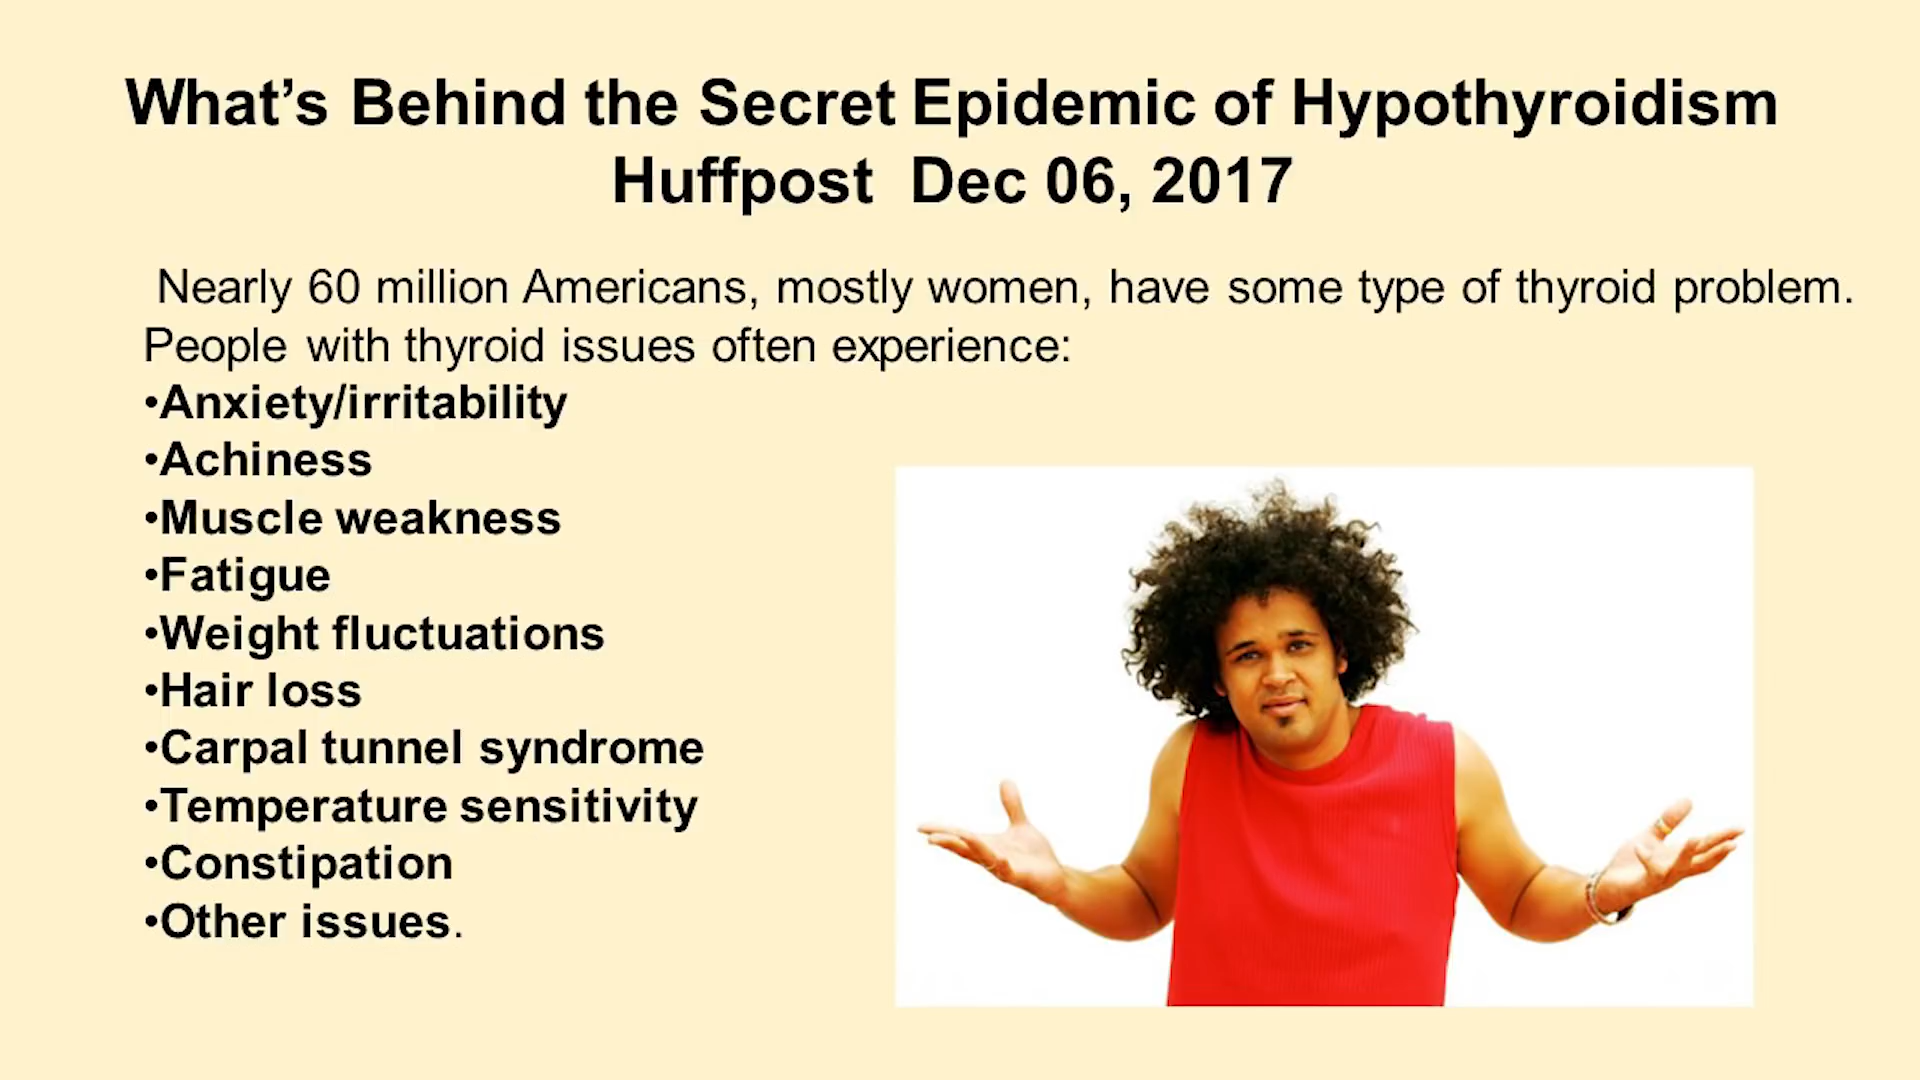 What’s Behind the Secret Epidemic of Hypothyroidism
Huffpost  Dec 06, 2017
Nearly 60 million Americans, mostly women, have some type of thyroid problem.
People with thyroid issues often experience:
•Anxiety/irritability
•Achiness
•Muscle weakness
•Fatigue
•Weight fluctuations
•Hair loss
•Carpal tunnel syndrome
•Temperature sensitivity
•Constipation
•Other issues.